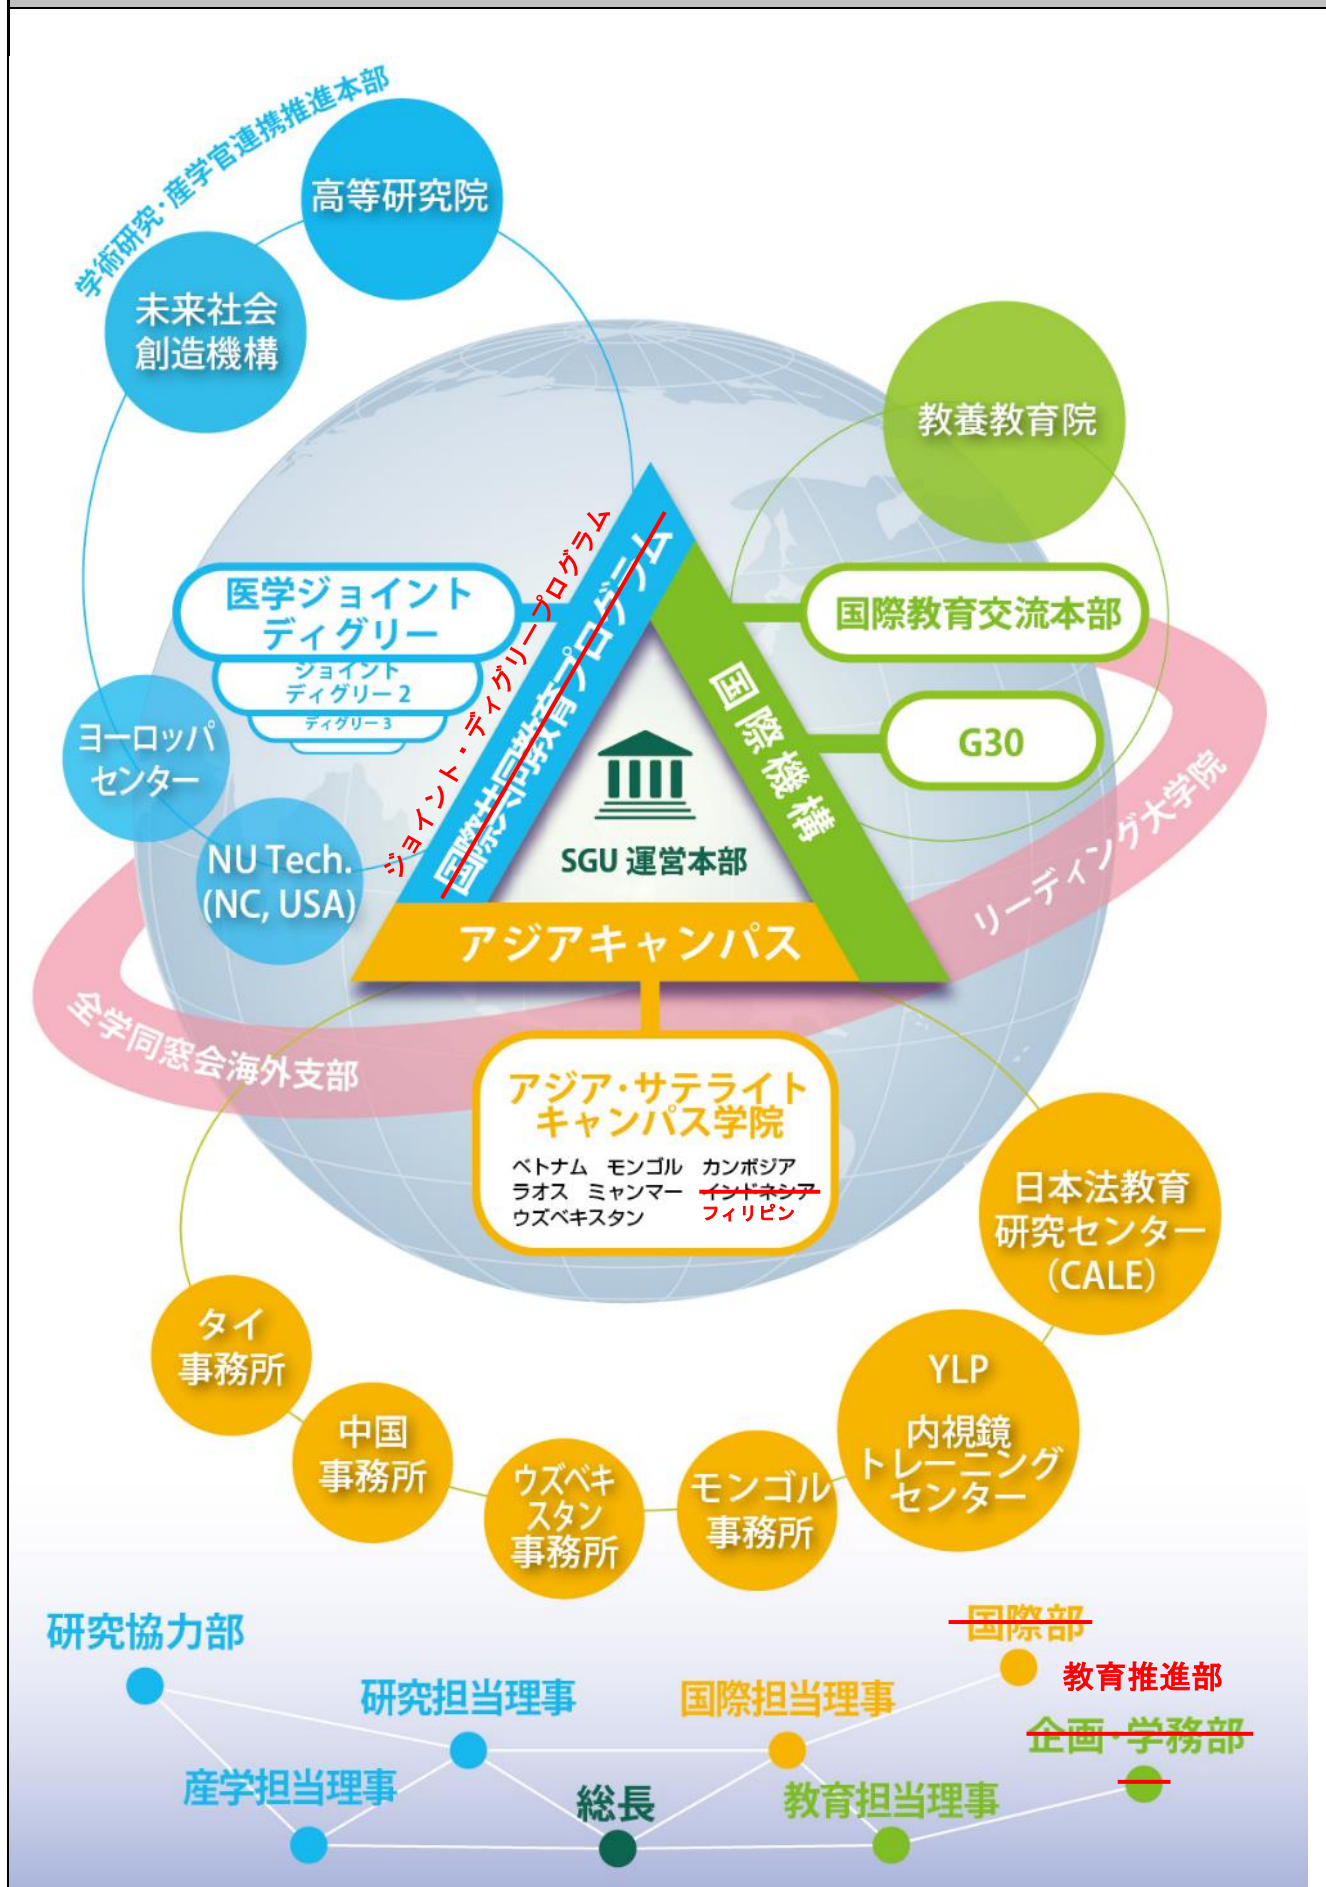 学術研究・産学官連携推進本部
高等研究院
未来社会
創造機構
教養教育院
医学ジョイント
ディグリー
ジョイント
ディグリー 2
ディグリー 3
ジョイント・ディグリープログラム
国際共同教育プログラム
国際機構
国際教育交流本部
G30
ヨーロッパ
センター
NU Tech.
(NC, USA)
SGU 運営本部
アジアキャンパス
リーディング大学院
全学同窓会海外支部
アジア・サテライト
キャンパス学院
ベトナム モンゴル カンボジア
ラオス ミャンマー インドネシア
ウズベキスタン フィリピン
日本法教育
研究センター
(CALE)
タイ
事務所
中国
事務所
ウズベキ
スタン
事務所
モンゴル
事務所
YLP
内視鏡
トレーニング
センター
研究協力部
国際部
教育推進部
研究担当理事
国際担当理事
企画・学務部
産学担当理事
総長
教育担当理事